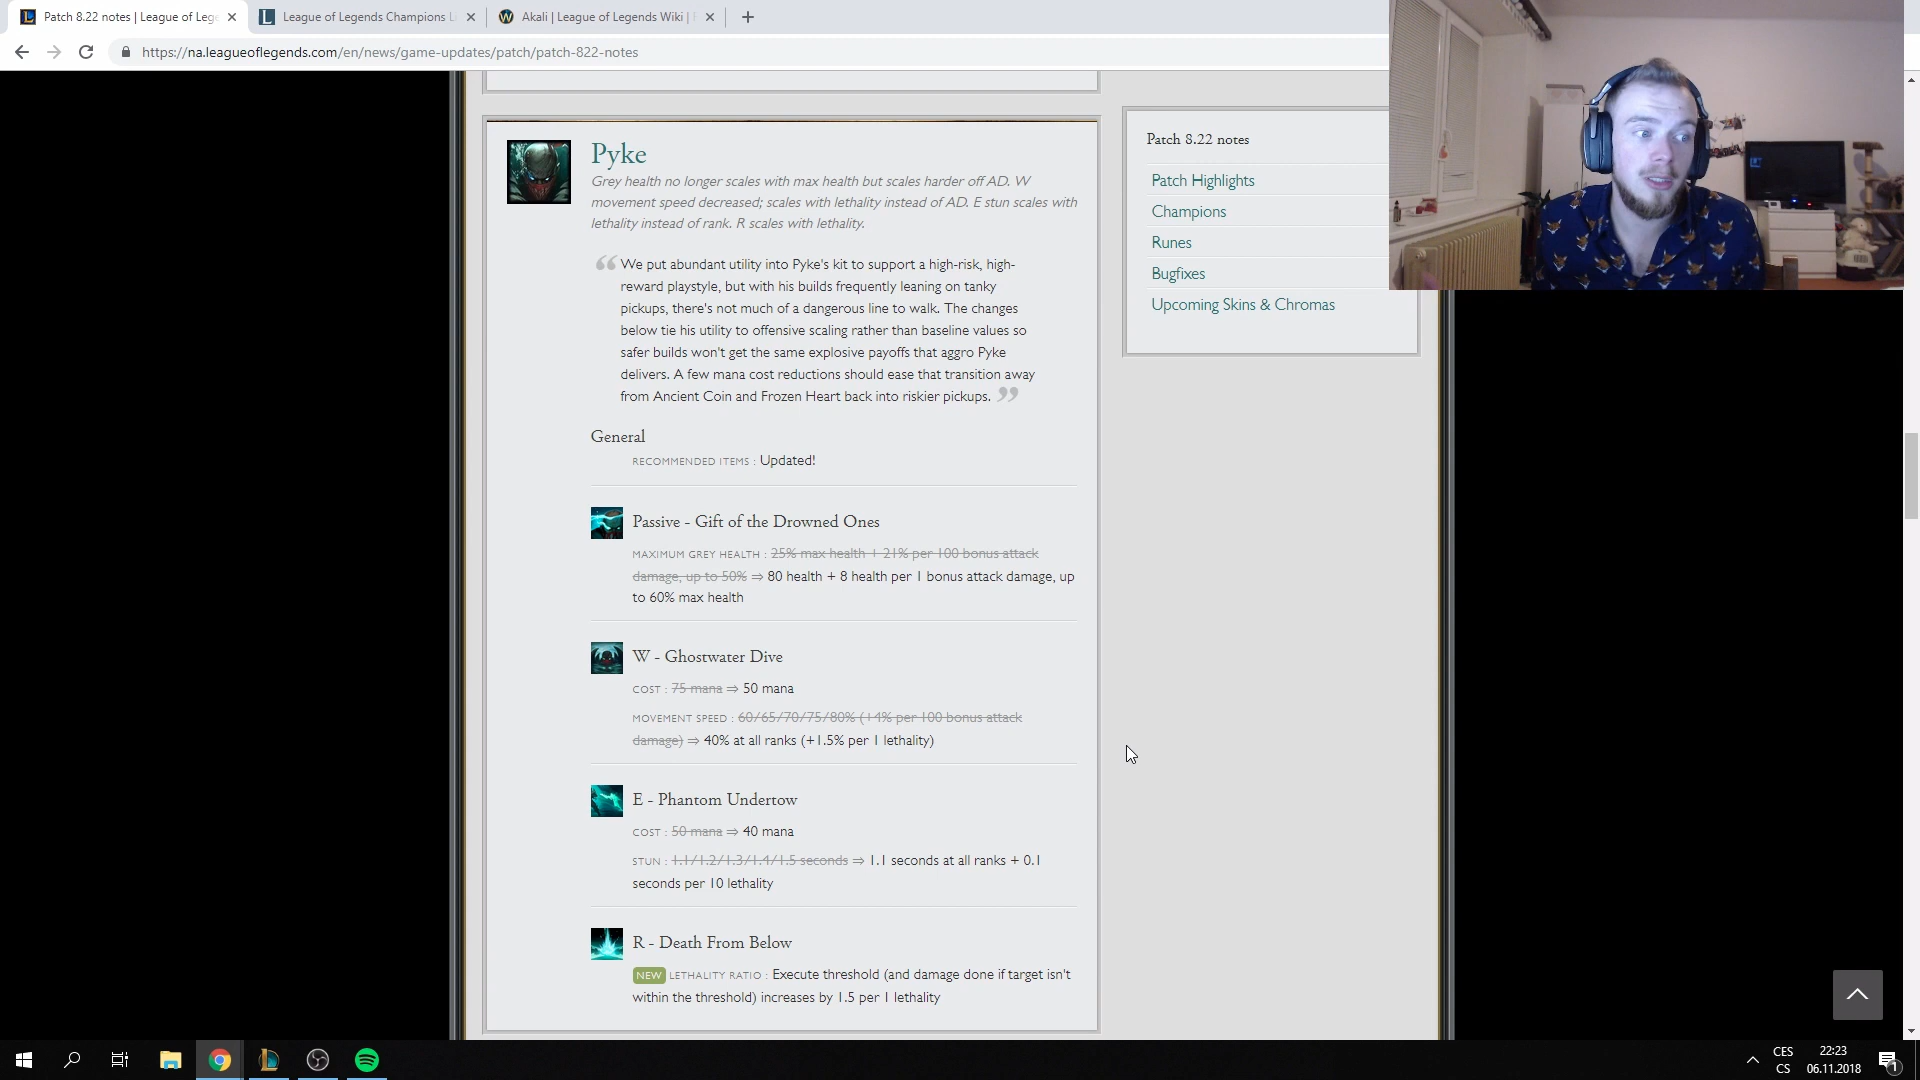 Patch 8.22 notes | League of Lege
League of Legends Champions Li
Akali | League of Legends Wiki |
https://na.leagueoflegends.com/en/news/game-updates/patch/patch-822-notes
Pyke
Grey health no longer scales with max health but scales harder off AD. W
movement speed decreased; scales with lethality instead of AD. E stun scales with
lethality instead of rank. R scales with lethality.
“ We put abundant utility into Pyke's kit to support a high-risk, high-
reward playstyle, but with his builds frequently leaning on tanky
pickups, there's not much of a dangerous line to walk. The changes
below tie his utility to offensive scaling rather than baseline values so
safer builds won't get the same explosive payoffs that aggro Pyke
delivers. A few mana cost reductions should ease that transition away
from Ancient Coin and Frozen Heart back into riskier pickups. ”
General
RECOMMENDED ITEMS : Updated!
Passive - Gift of the Drowned Ones
MAXIMUM GREY HEALTH : 25% max health + 21% per 100 bonus attack
damage, up to 50% ⇒ 80 health + 8 health per 1 bonus attack damage, up
to 60% max health
W - Ghostwater Dive
COST : 75 mana ⇒ 50 mana
MOVEMENT SPEED : 60/65/70/75/80% (+4% per 100 bonus attack
damage) ⇒ 40% at all ranks (+1.5% per 1 lethality)
E - Phantom Undertow
COST : 50 mana ⇒ 40 mana
STUN : 1.1/1.2/1.3/1.4/1.5 seconds ⇒ 1.1 seconds at all ranks + 0.1
seconds per 10 lethality
R - Death From Below
NEW LETHALITY RATIO : Execute threshold (and damage done if target isn't
within the threshold) increases by 1.5 per 1 lethality
Patch 8.22 notes
Patch Highlights
Champions
Runes
Bugfixes
Upcoming Skins & Chromas
CES
CS
22:23
06.11.2018
1